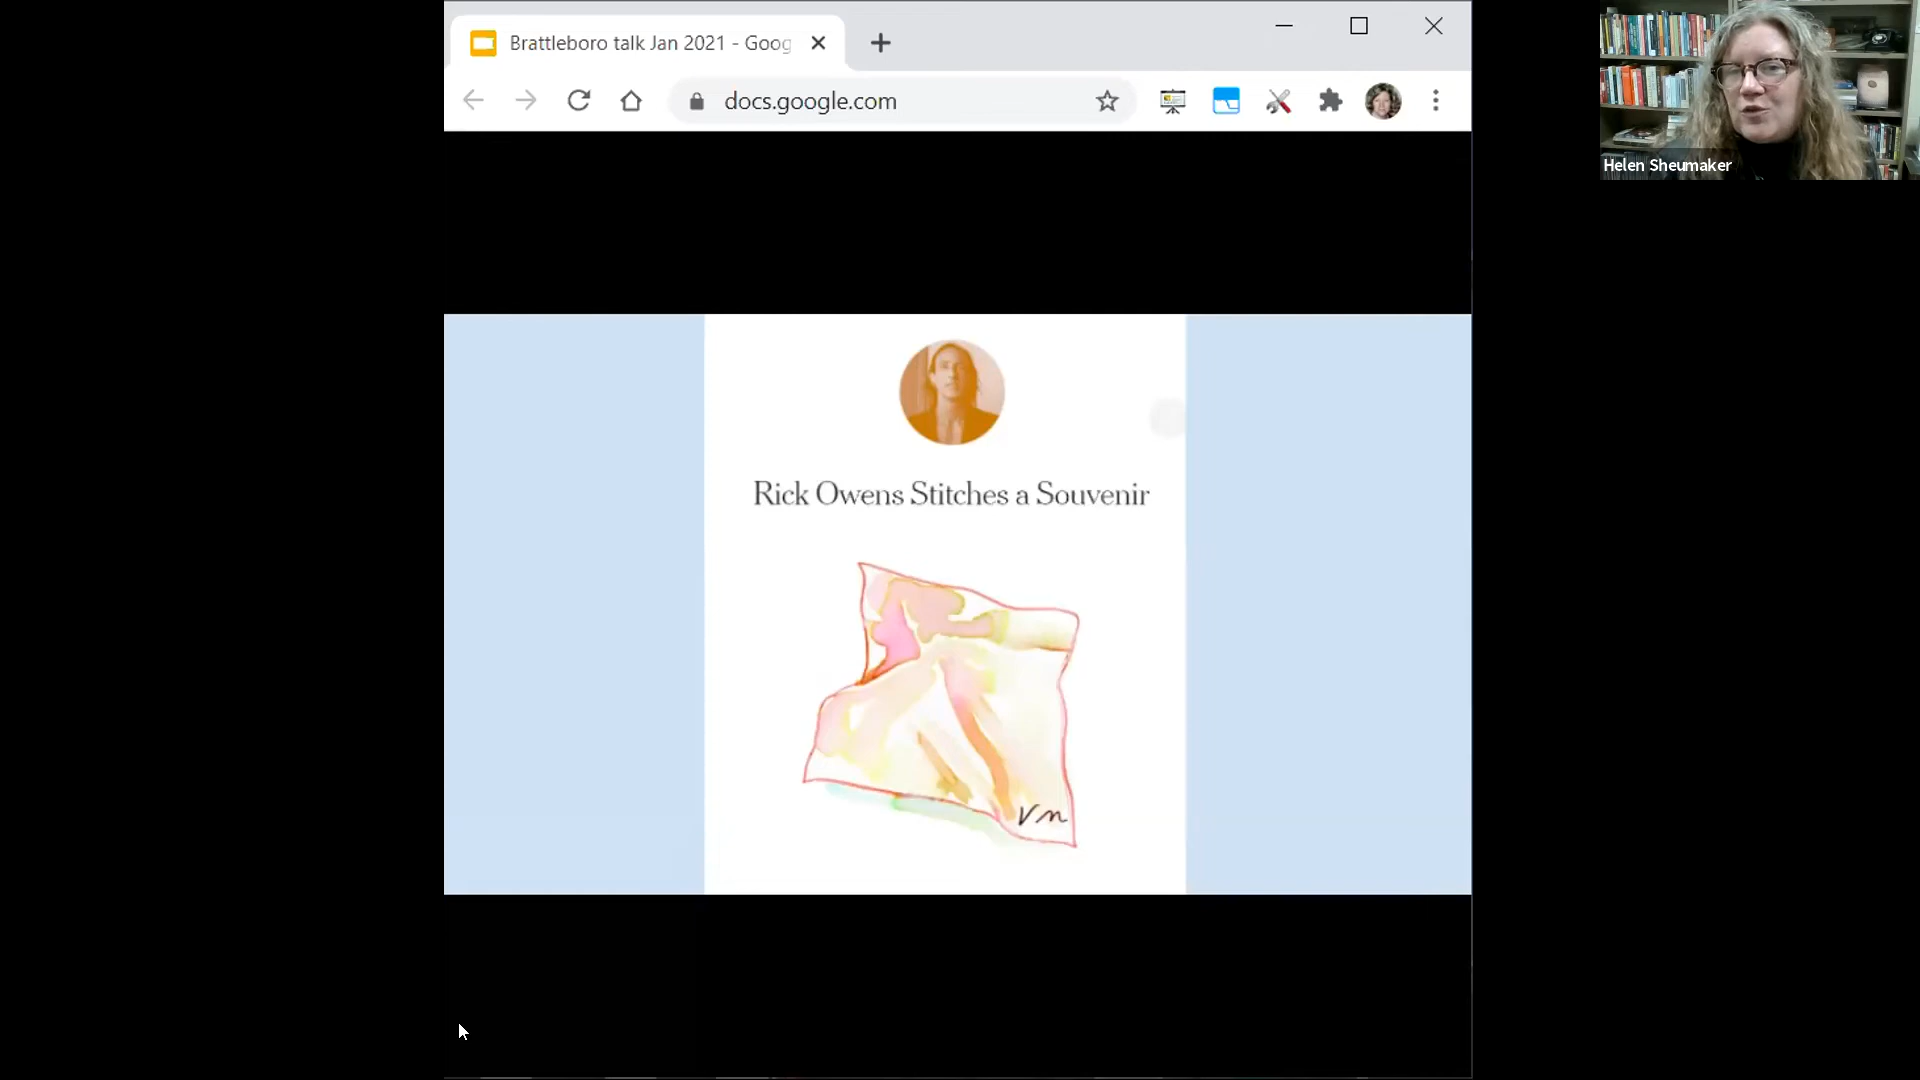 Brattleboro talk Jan 2021 - Goog
docs.google.com
Helen Sheumaker
Rick Owens Stitches a Souvenir
Vm